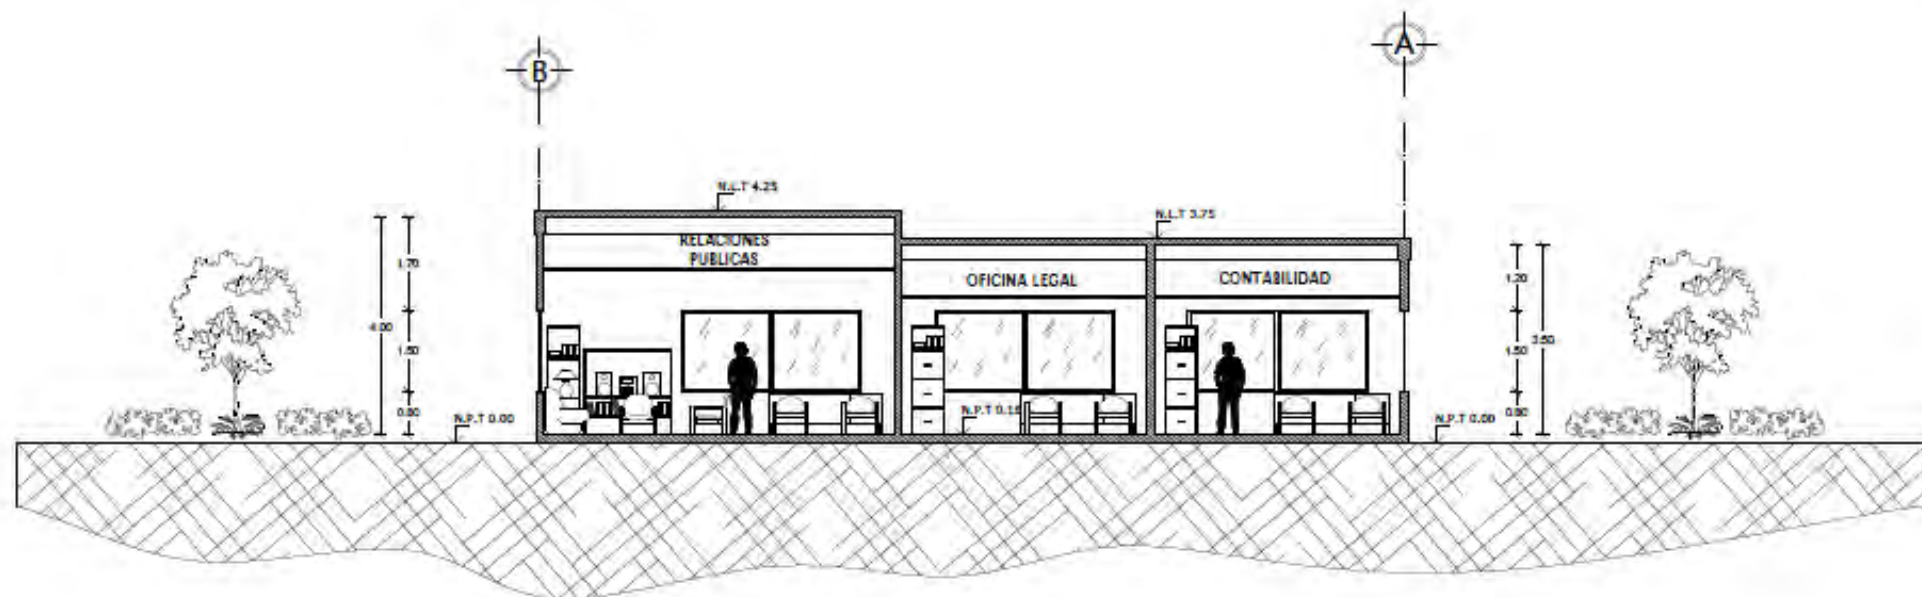 B
A
N.L.T 4.25
N.L.T 3.75
RELACIONES
PUBLICAS
OFICINA LEGAL
CONTABILIDAD
1.70
4.00
1.50
0.80
1.20
1.50
3.50
0.80
N.P.T 0.00
N.P.T 0.15
N.P.T 0.00